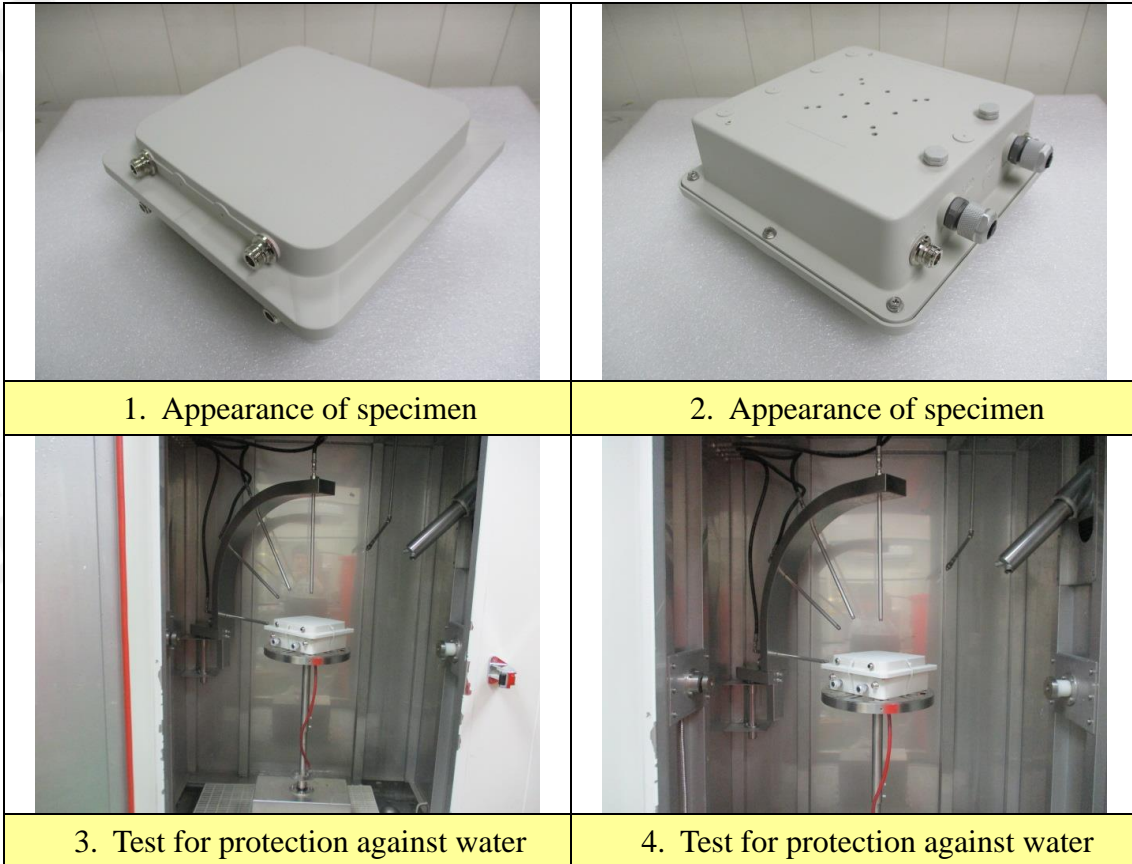 1. Appearance of specimen
2. Appearance of specimen
3. Test for protection against water
4. Test for protection against water